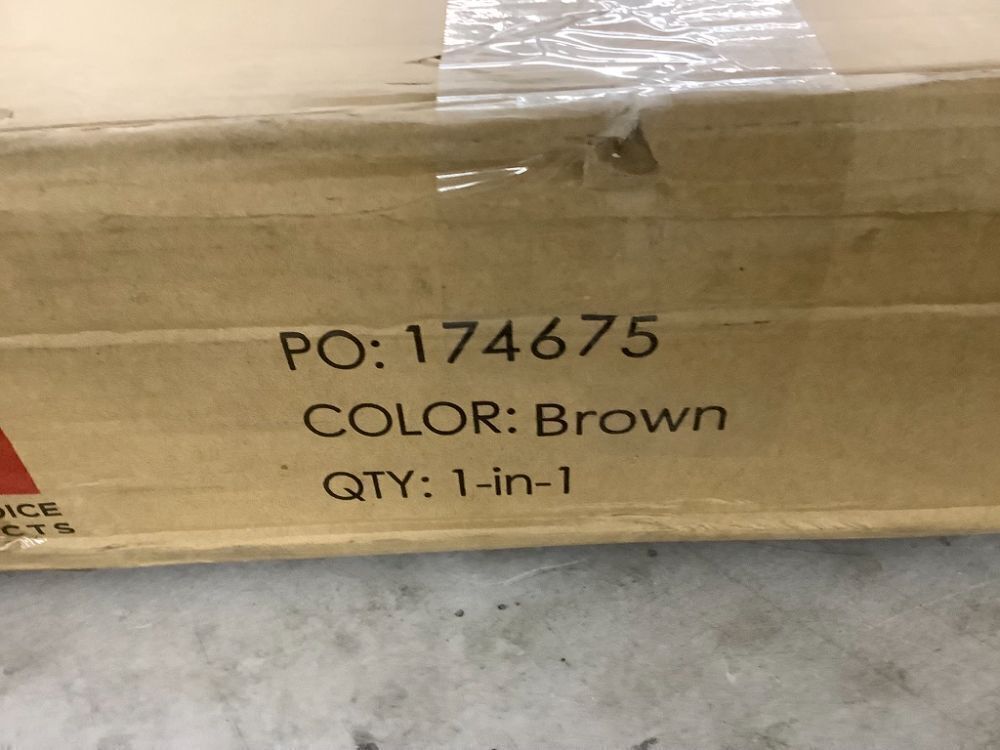 PO: 174675
COLOR: Brown
QTY: 1-in-1
OICE
CTS